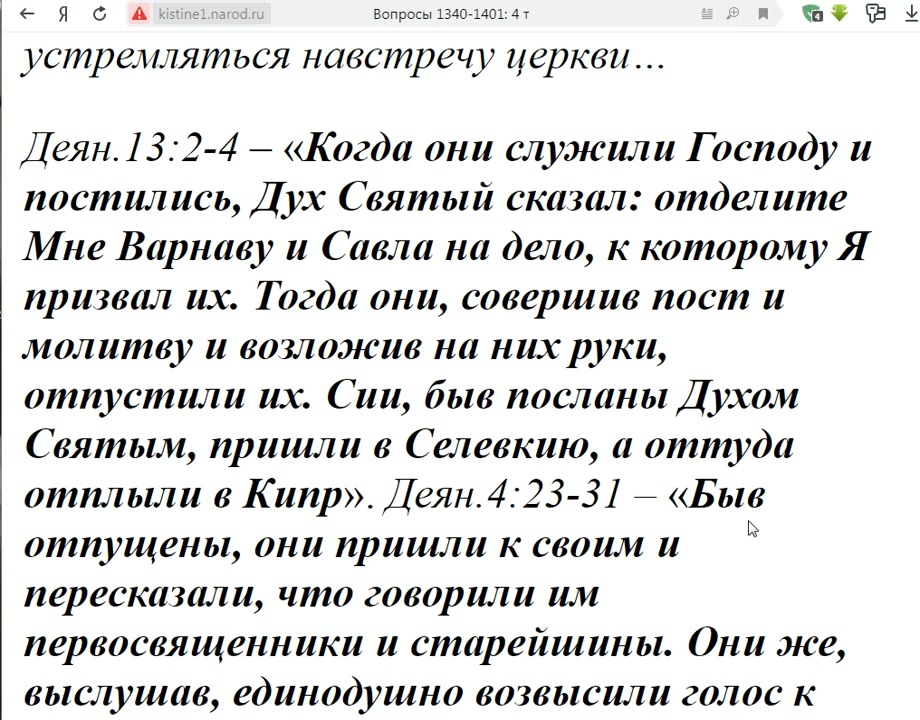 Я
kistine1.narod.ru
Вопросы 1340-1401: 4 т
4
устремляться навстречу церкви…
Деян.13:2-4 – «Когда они служили Господу и
постились, Дух Святый сказал: отделите
Мне Варнаву и Савла на дело, к которому Я
призвал их. Тогда они, совершив пост и
молитву и возложив на них руки,
отпустили их. Сии, быв посланы Духом
Святым, пришли в Селевкию, а оттуда
отплыли в Кипр». Деян.4:23-31 – «Быв
отпущены, они пришли к своим и
пересказали, что говорили им
первосвященники и старейшины. Они же,
выслушав, единодушно возвысили голос к